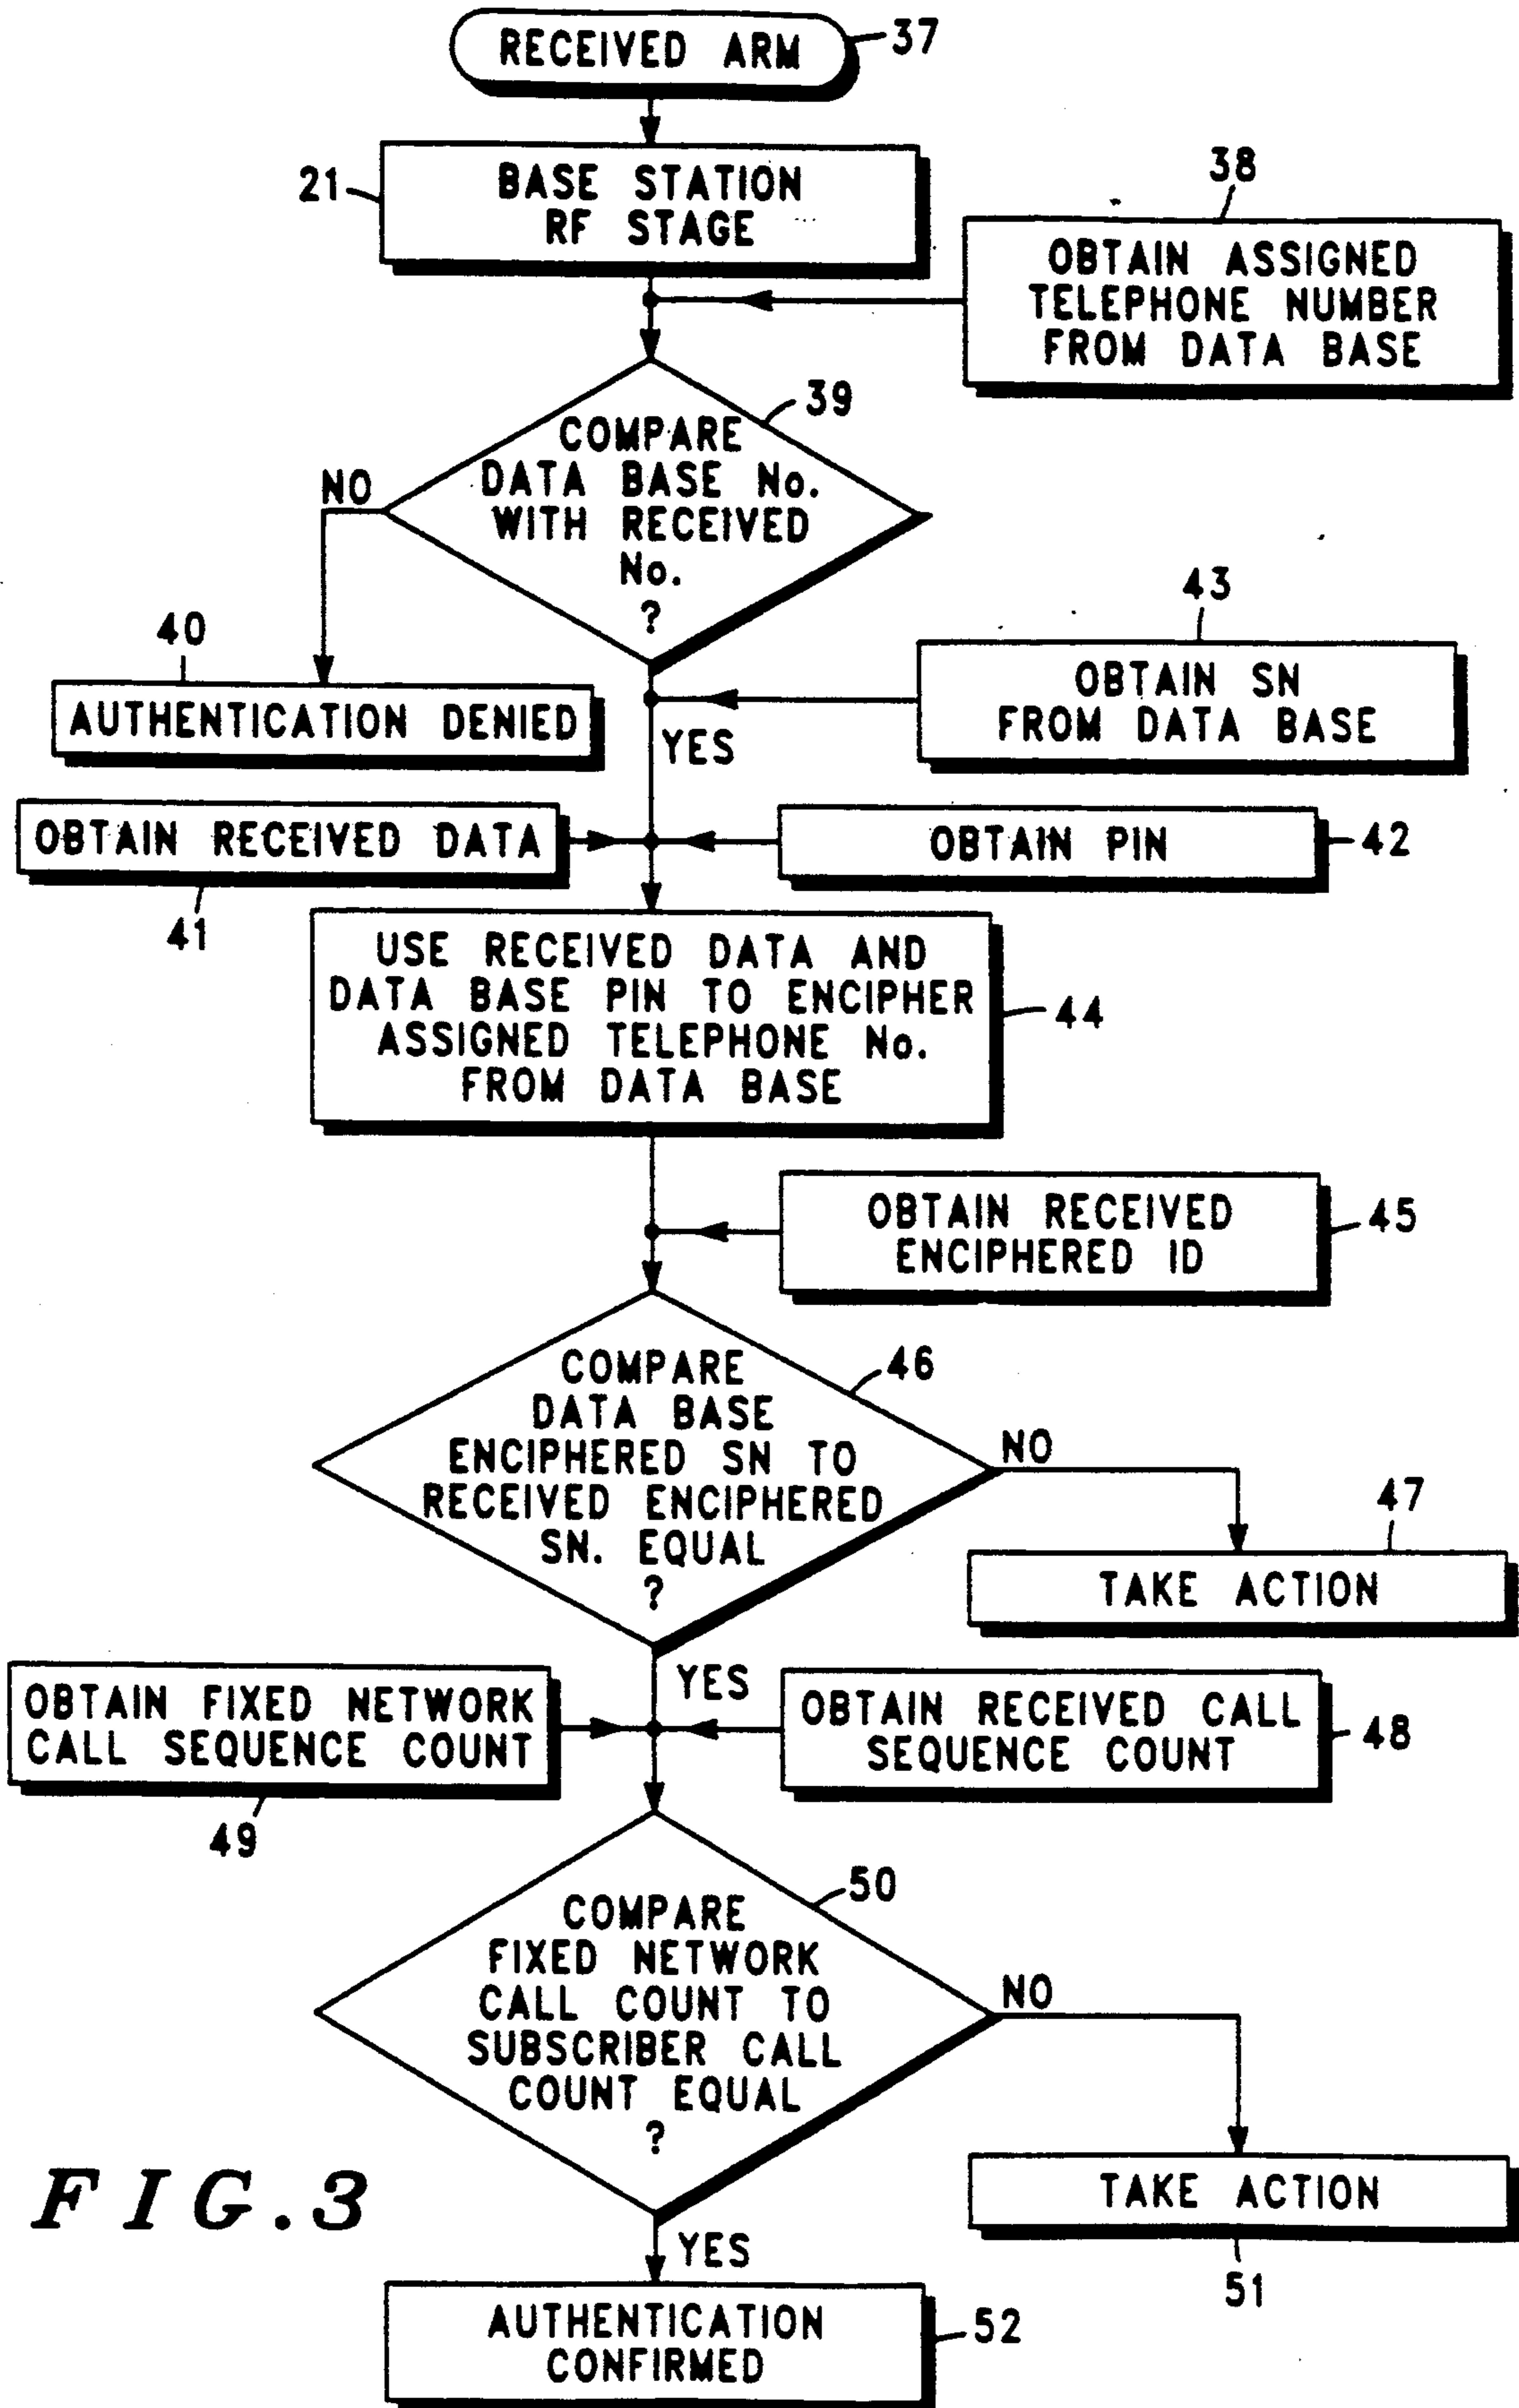 RECEIVED ARM
37
21
BASE STATION
RF STAGE
38
OBTAIN ASSIGNED
TELEPHONE NUMBER
FROM DATA BASE
39
COMPARE
DATA BASE No.
WITH RECEIVED
No.
?
NO
40
AUTHENTICATION DENIED
43
OBTAIN SN
FROM DATA BASE
YES
OBTAIN RECEIVED DATA
41
OBTAIN PIN
42
USE RECEIVED DATA AND
DATA BASE PIN TO ENCIPHER
ASSIGNED TELEPHONE No.
FROM DATA BASE
44
OBTAIN RECEIVED
ENCIPHERED ID
45
COMPARE
DATA BASE
ENCIPHERED SN TO
RECEIVED ENCIPHERED
SN. EQUAL
?
46
NO
47
TAKE ACTION
YES
OBTAIN FIXED NETWORK
CALL SEQUENCE COUNT
49
OBTAIN RECEIVED CALL
SEQUENCE COUNT
48
COMPARE
FIXED NETWORK
CALL COUNT TO
SUBSCRIBER CALL
COUNT EQUAL
?
50
NO
TAKE ACTION
51
YES
AUTHENTICATION
CONFIRMED
52
FIG.3